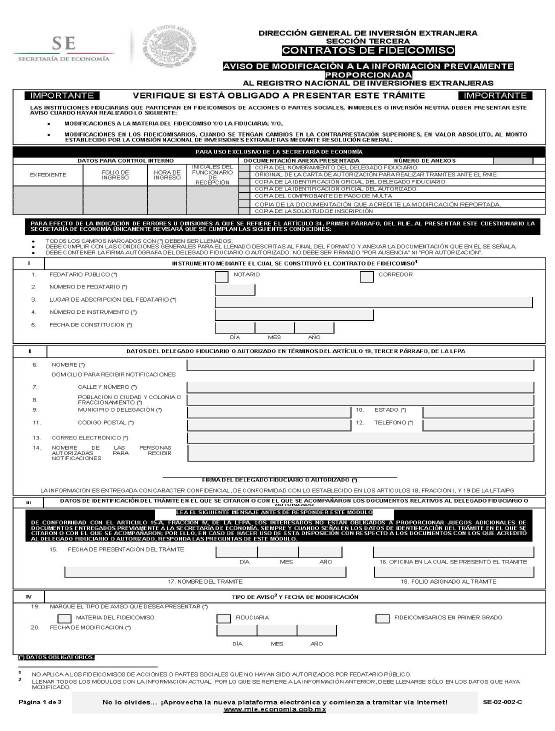 DIRECCIÓN GENERAL DE INVERSIÓN EXTRANJERA
SECCIÓN TERCERA
CONTRATOS DE FIDEICOMISO
SE
SECRETARÍA DE ECONOMÍA
AVISO DE MODIFICACIÓN A LA INFORMACIÓN PREVIAMENTE
PROPORCIONADA
AL REGISTRO NACIONAL DE INVERSIONES EXTRANJERAS
IMPORTANTE VERIFIQUE SI ESTÁ OBLIGADO A PRESENTAR ESTE TRÁMITE IMPORTANTE
LAS INSTITUCIONES FIDUCIARIAS QUE PARTICIPAN EN FIDEICOMISOS DE ACCIONES O PARTES SOCIALES, INMUEBLES O INVERSIÓN NEUTRA DEBERÁN PRESENTAR ESTE
AVISO CUANDO HAYAN REALIZADO LO SIGUIENTE:
• MODIFICACIONES A LA MATERIA DEL FIDEICOMISO Y/O LA FIDUCIARIA; Y/O,
• MODIFICACIONES EN LOS FIDEICOMISARIOS, CUANDO SE TENGAN CAMBIOS EN LA CONTRAPRESTACIÓN SUPERIORES, EN VALOR ABSOLUTO, AL MONTO
ESTABLECIDO POR LA COMISIÓN NACIONAL DE INVERSIONES EXTRANJERAS MEDIANTE RESOLUCIÓN GENERAL.
PARA USO EXCLUSIVO DE LA SECRETARÍA DE ECONOMÍA
DATOS PARA CONTROL INTERNO DOCUMENTACIÓN ANEXA PRESENTADA NÚMERO DE ANEXOS
EXPEDIENTE
FOLIO DE
INGRESO
HORA DE
INGRESO
INICIALES DEL
FUNCIONARIO
DE
RECEPCIÓN
COPIA DEL NOMBRAMIENTO DEL DELEGADO FIDUCIARIO
ORIGINAL DE LA CARTA DE AUTORIZACIÓN PARA REALIZAR TRÁMITES ANTE EL RNIE
COPIA DE LA IDENTIFICACIÓN OFICIAL DEL DELEGADO FIDUCIARIO
COPIA DE LA IDENTIFICACIÓN OFICIAL DEL AUTORIZADO
COPIA DEL COMPROBANTE DE PAGO DE MULTA
COPIA DE LA DOCUMENTACIÓN QUE ACREDITE LA MODIFICACIÓN REPORTADA.
COPIA DE LA SOLICITUD DE INSCRIPCIÓN
PARA EFECTO DE LA INDICACIÓN DE ERRORES U OMISIONES A QUE SE REFIERE EL ARTÍCULO 38, PRIMER PÁRRAFO, DEL RLIE, AL PRESENTAR ESTE CUESTIONARIO LA
SECRETARÍA DE ECONOMÍA ÚNICAMENTE REVISARÁ QUE SE CUMPLAN LAS SIGUIENTES CONDICIONES:
• TODOS LOS CAMPOS MARCADOS CON (*) DEBEN SER LLENADOS.
• DEBE CUMPLIR CON LAS CONDICIONES GENERALES PARA EL LLENADO DESCRITAS AL FINAL DEL FORMATO Y ANEXAR LA DOCUMENTACIÓN QUE EN ÉL SE SEÑALA.
• DEBE CONTENER LA FIRMA AUTÓGRAFA DEL DELEGADO FIDUCIARIO O AUTORIZADO. NO DEBE SER FIRMADO "POR AUSENCIA" NI "POR AUTORIZACIÓN".
I INSTRUMENTO MEDIANTE EL CUAL SE CONSTITUYÓ EL CONTRATO DE FIDEICOMISO¹
1. FEDATARIO PÚBLICO (*) NOTARIO CORREDOR
2. NÚMERO DE FEDATARIO (*)
3. LUGAR DE ADSCRIPCIÓN DEL FEDATARIO (*)
4. NÚMERO DE INSTRUMENTO (*)
5. FECHA DE CONSTITUCIÓN (*)
DÍA MES AÑO
II DATOS DEL DELEGADO FIDUCIARIO O AUTORIZADO EN TÉRMINOS DEL ARTÍCULO 19, TERCER PÁRRAFO, DE LA LFPA
6. NOMBRE (*)
DOMICILIO PARA RECIBIR NOTIFICACIONES
7. CALLE Y NÚMERO (*)
8. POBLACIÓN O CIUDAD Y COLONIA O
FRACCIONAMIENTO (*)
9. MUNICIPIO O DELEGACIÓN (*) 10. ESTADO (*)
11. CÓDIGO POSTAL (*) 12. TELÉFONO (*)
13. CORREO ELECTRÓNICO (*)
14. NOMBRE DE LAS PERSONAS
AUTORIZADAS PARA RECIBIR
NOTIFICACIONES
FIRMA DEL DELEGADO FIDUCIARIO O AUTORIZADO (*)
LA INFORMACIÓN ES ENTREGADA CON CARÁCTER CONFIDENCIAL, DE CONFORMIDAD CON LO ESTABLECIDO EN LOS ARTÍCULOS 18, FRACCIÓN I, Y 19 DE LA LFTAIPG
III DATOS DE IDENTIFICACIÓN DEL TRÁMITE EN EL QUE SE CITARON O CON EL QUE SE ACOMPAÑARON LOS DOCUMENTOS RELATIVOS AL DELEGADO FIDUCIARIO O
AUTORIZADO
LEA EL SIGUIENTE MENSAJE ANTES DE RESPONDER ESTE MÓDULO
DE CONFORMIDAD CON EL ARTÍCULO 15-A, FRACCIÓN IV, DE LA LFPA, LOS INTERESADOS NO ESTÁN OBLIGADOS A PROPORCIONAR JUEGOS ADICIONALES DE
DOCUMENTOS ENTREGADOS PREVIAMENTE A LA SECRETARÍA DE ECONOMÍA, SIEMPRE Y CUANDO SEÑALEN LOS DATOS DE IDENTIFICACIÓN DEL TRÁMITE EN EL QUE SE
CITARON O CON EL QUE SE ACOMPAÑARON; POR ELLO, EN CASO DE HACER USO DE ESTA DISPOSICIÓN CON RESPECTO A LOS DOCUMENTOS CON LOS QUE ACREDITÓ
AL DELEGADO FIDUCIARIO O AUTORIZADO, RESPONDA LAS PREGUNTAS DE ESTE MÓDULO.
15. FECHA DE PRESENTACIÓN DEL TRÁMITE
DÍA MES AÑO 16. OFICINA EN LA CUAL SE PRESENTÓ EL TRÁMITE
17. NOMBRE DEL TRÁMITE 18. FOLIO ASIGNADO AL TRÁMITE
IV TIPO DE AVISO² Y FECHA DE MODIFICACIÓN
19. MARQUE EL TIPO DE AVISO QUE DESEA PRESENTAR (*)
MATERIA DEL FIDEICOMISO FIDUCIARIA FIDEICOMISARIOS EN PRIMER GRADO
20. FECHA DE MODIFICACIÓN (*)
DÍA MES AÑO
(*) DATOS OBLIGATORIOS.
1 NO APLICA A LOS FIDEICOMISOS DE ACCIONES O PARTES SOCIALES QUE NO HAYAN SIDO AUTORIZADOS POR FEDATARIO PÚBLICO.
2 LLENAR TODOS LOS MÓDULOS CON LA INFORMACIÓN ACTUAL. POR LO QUE SE REFIERE A LA INFORMACIÓN ANTERIOR, DEBE LLENARSE SÓLO EN LOS DATOS QUE HAYA
MODIFICADO.
Página 1 de 3 No lo olvides... ¡Aprovecha la nueva plataforma electrónica y comienza a tramitar vía Internet! SE-02-002-C
www.rnie.economia.gob.mx